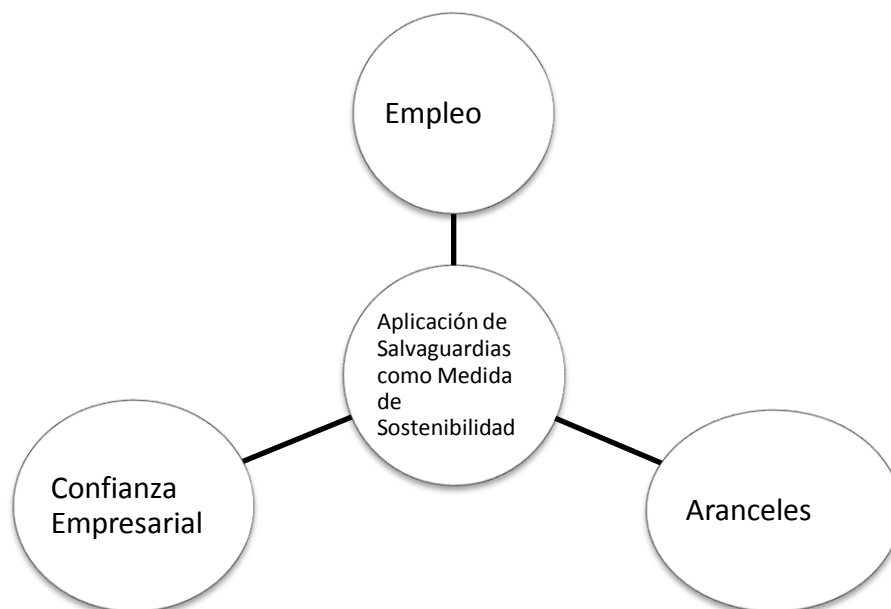 Empleo
Aplicación de
Salvaguardias
como Medida
de
Sostenibilidad
Confianza
Empresarial
Aranceles